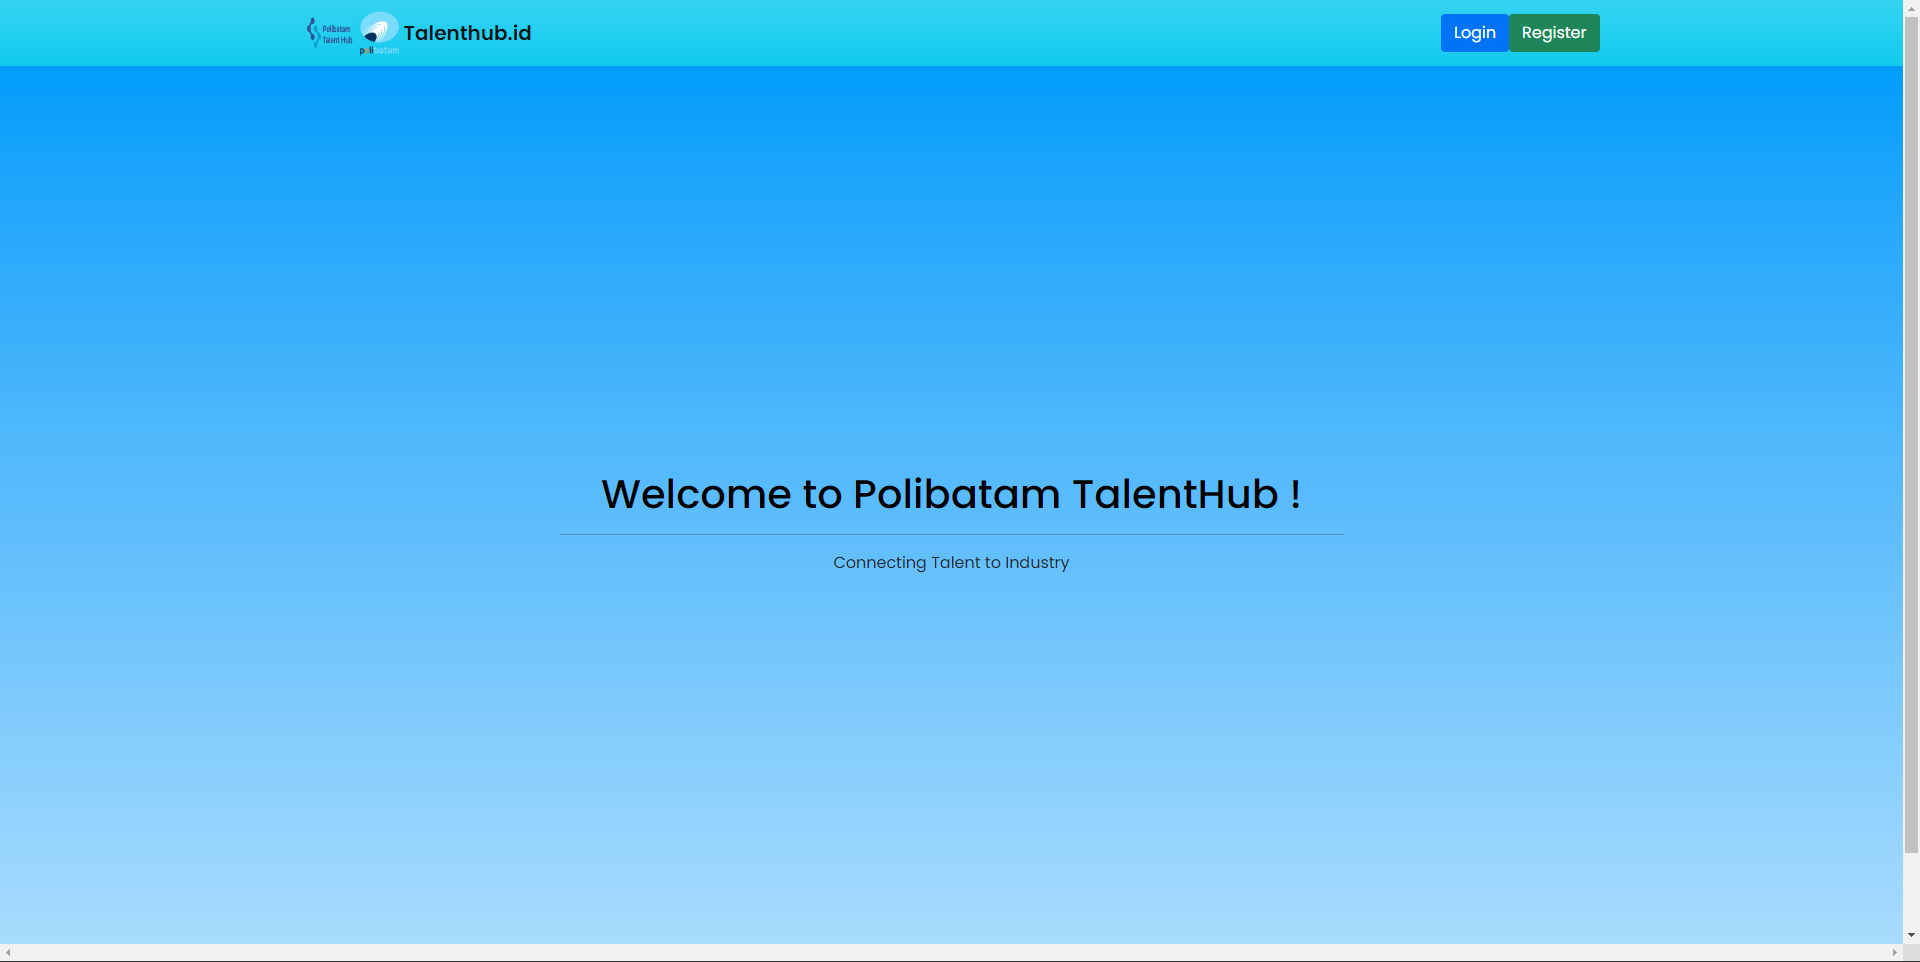 Polibatam
Talent Hub
polibatam
Talenthub.id
Login
Register
Welcome to Polibatam TalentHub !
Connecting Talent to Industry